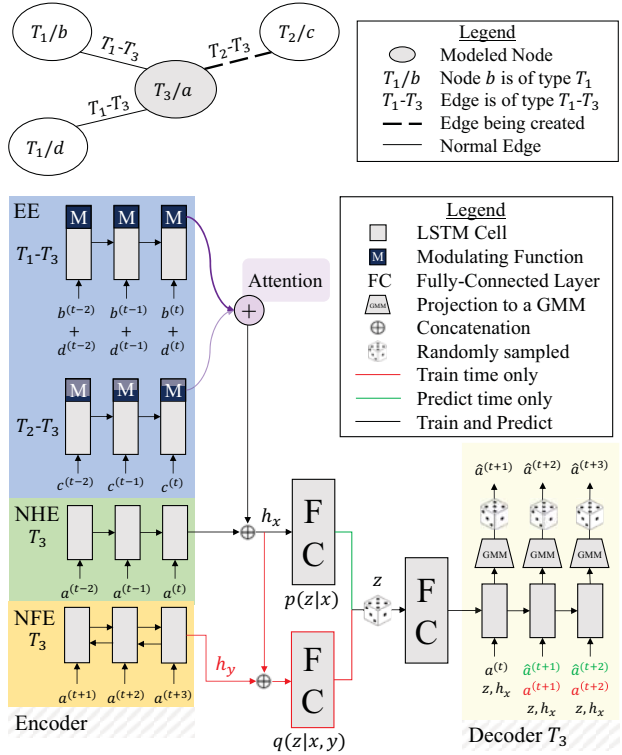 T₁/b
T₁-T₃
T₂-T₃
T₂/c
T₃/a
T₁-T₃
T₁/d
Legend
Modeled Node
T₁/b Node b is of type T₁
T₁-T₃ Edge is of type T₁-T₃
Edge being created
Normal Edge
EE
M M M
T₁-T₃
b⁽ᵗ⁻²⁾ b⁽ᵗ⁻¹⁾ b⁽ᵗ⁾
+ + +
d⁽ᵗ⁻²⁾ d⁽ᵗ⁻¹⁾ d⁽ᵗ⁾
Attention
+
M M M
T₂-T₃
c⁽ᵗ⁻²⁾ c⁽ᵗ⁻¹⁾ c⁽ᵗ⁾
Legend
LSTM Cell
M Modulating Function
FC Fully-Connected Layer
GMM Projection to a GMM
⊕ Concatenation
Randomly sampled
Train time only
Predict time only
Train and Predict
NHE
T₃
a⁽ᵗ⁻²⁾ a⁽ᵗ⁻¹⁾ a⁽ᵗ⁾
⊕
hₓ
F
C
p(z|x)
NFE
T₃
a⁽ᵗ⁺¹⁾ a⁽ᵗ⁺²⁾ a⁽ᵗ⁺³⁾
h_y
⊕
F
C
q(z|x, y)
z
F
C
Encoder
â⁽ᵗ⁺¹⁾ â⁽ᵗ⁺²⁾ â⁽ᵗ⁺³⁾
GMM GMM GMM
a⁽ᵗ⁾ â⁽ᵗ⁺¹⁾ â⁽ᵗ⁺²⁾
z, hₓ a⁽ᵗ⁺¹⁾ a⁽ᵗ⁺²⁾
z, hₓ z, hₓ
Decoder T₃